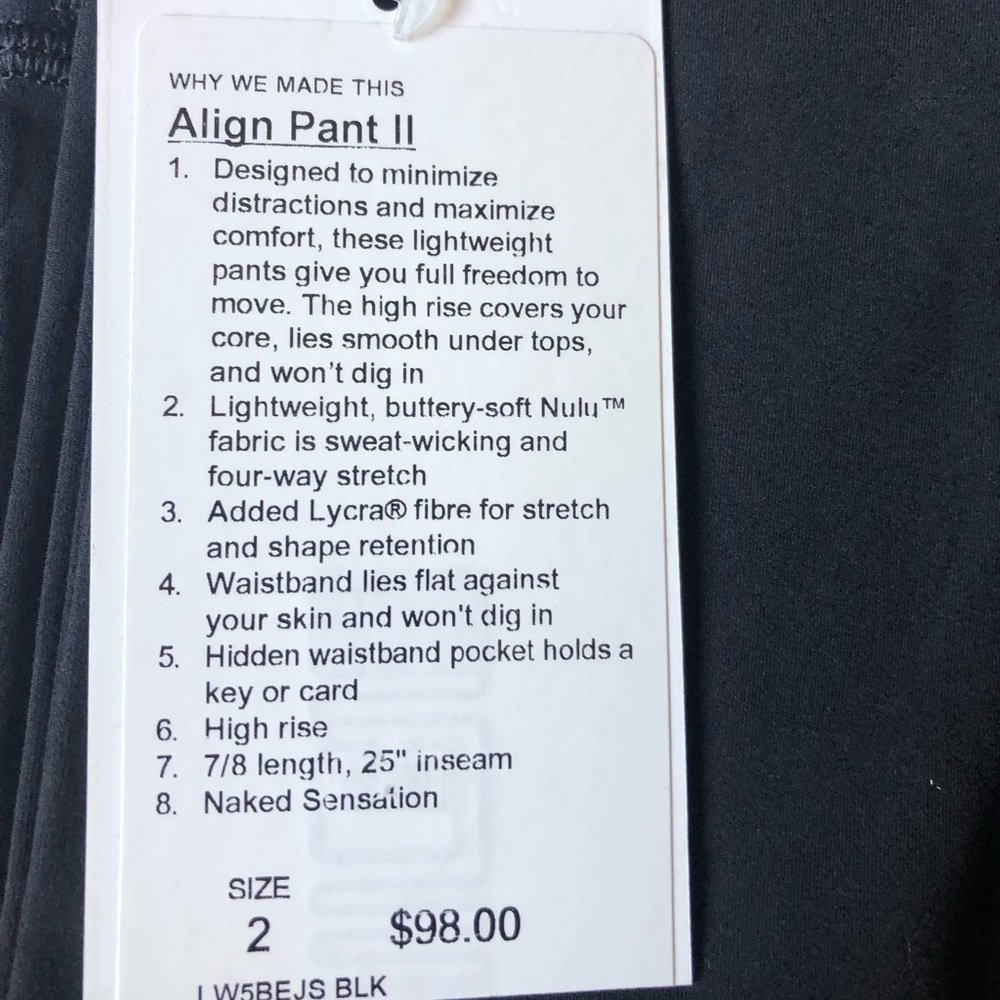 WHY WE MADE THIS
Align Pant II
1. Designed to minimize
distractions and maximize
comfort, these lightweight
pants give you full freedom to
move. The high rise covers your
core, lies smooth under tops,
and won't dig in
2. Lightweight, buttery-soft Nulu™
fabric is sweat-wicking and
four-way stretch
3. Added Lycra® fibre for stretch
and shape retention
4. Waistband lies flat against
your skin and won't dig in
5. Hidden waistband pocket holds a
key or card
6. High rise
7. 7/8 length, 25" inseam
8. Naked Sensation
SIZE
2 $98.00
LW5BEJS BLK